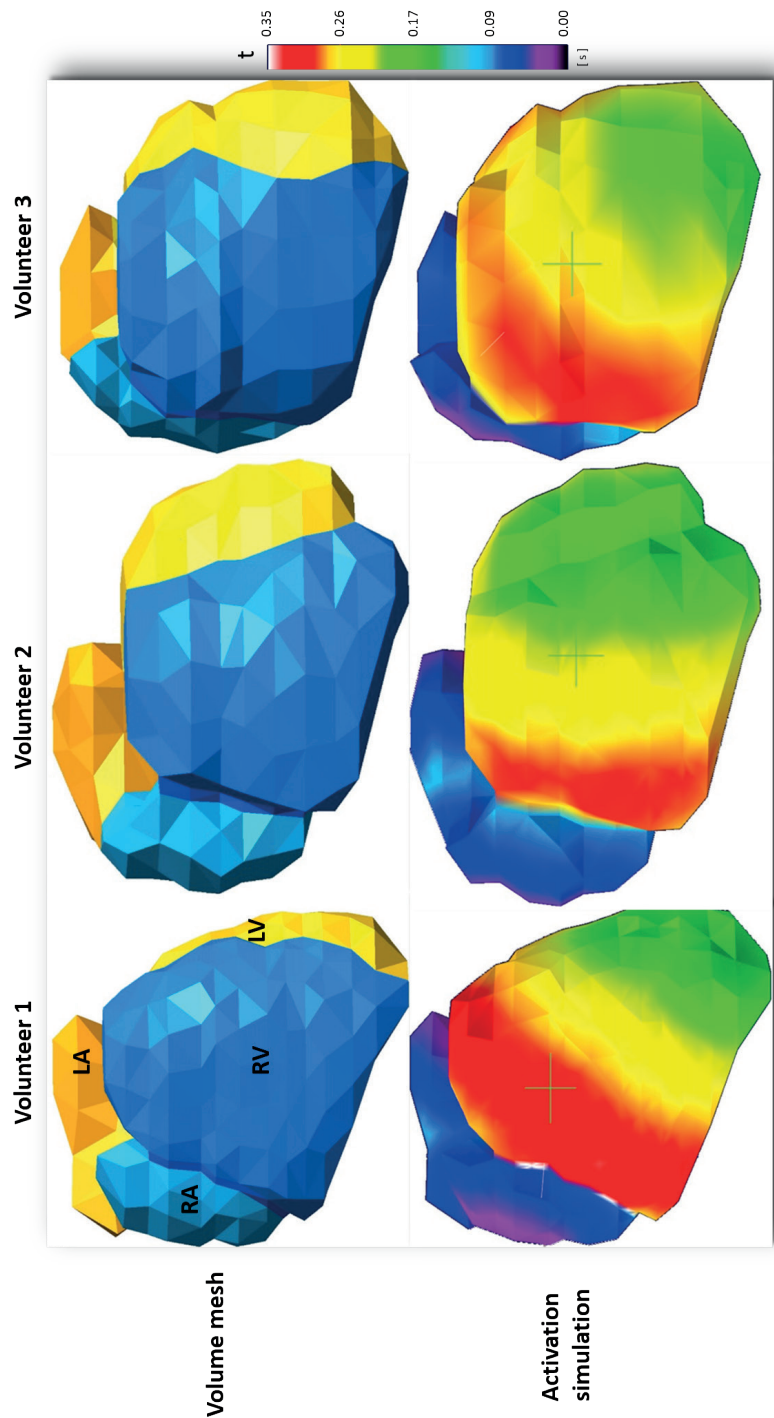 Volunteer 1
Volunteer 2
Volunteer 3
t
0.35
0.26
0.17
0.09
0.00
[ s ]
Volume mesh
LA
RA
RV
LV
Activation
simulation